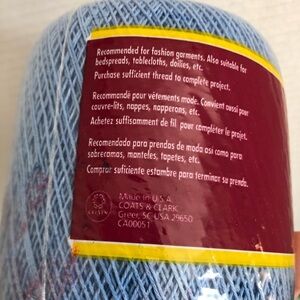 Recommended for fashion garments. Also suitable for
bedspreads, tablecloths, doilies, etc.
Purchase sufficient thread to complete project.
Recommandé pour vêtements mode. Convient aussi pour
couvre-lits, nappes, napperons, etc.
Achetez suffisamment de fil pour compléter le projet.
Recomendado para prendas de moda asi como para
sobrecamas, manteles, tapetes, etc.
Comprar suficiente estambre para terminar su prenda.
COATS
Made in U.S.A.
COATS & CLARK
Greer, SC USA 29650
CA00051